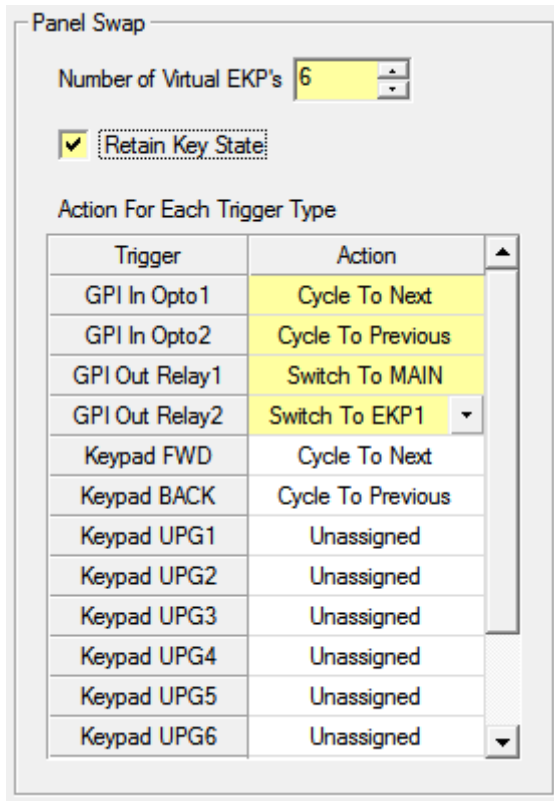 Panel Swap
Number of Virtual EKP's 6
Retain Key State
Action For Each Trigger Type
Trigger Action
GPI In Opto1 Cycle To Next
GPI In Opto2 Cycle To Previous
GPI Out Relay1 Switch To MAIN
GPI Out Relay2 Switch To EKP1
Keypad FWD Cycle To Next
Keypad BACK Cycle To Previous
Keypad UPG1 Unassigned
Keypad UPG2 Unassigned
Keypad UPG3 Unassigned
Keypad UPG4 Unassigned
Keypad UPG5 Unassigned
Keypad UPG6 Unassigned